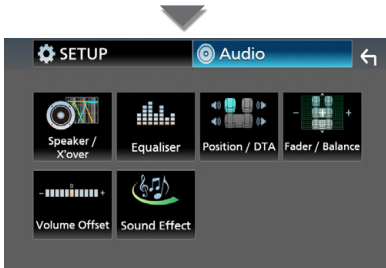 SETUP
Audio
Speaker /
X'over
Equaliser
Position / DTA
Fader / Balance
Volume Offset
Sound Effect